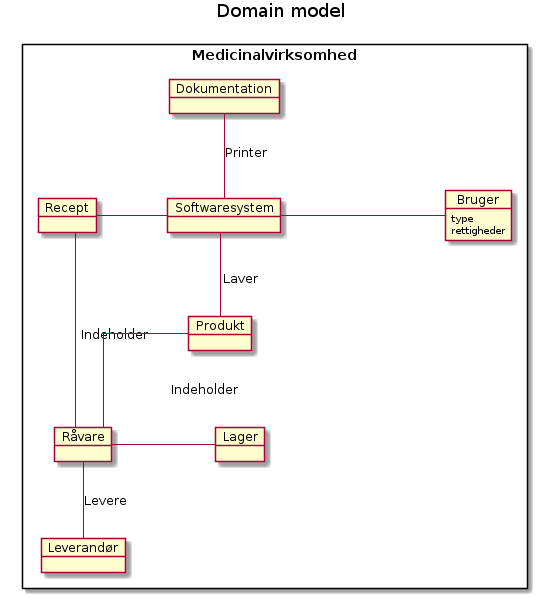 Domain model
Medicinalvirksomhed
Dokumentation
Printer
Recept
Softwaresystem
Bruger
type
rettigheder
Laver
Produkt
Indeholder
Indeholder
Råvare
Lager
Levere
Leverandør